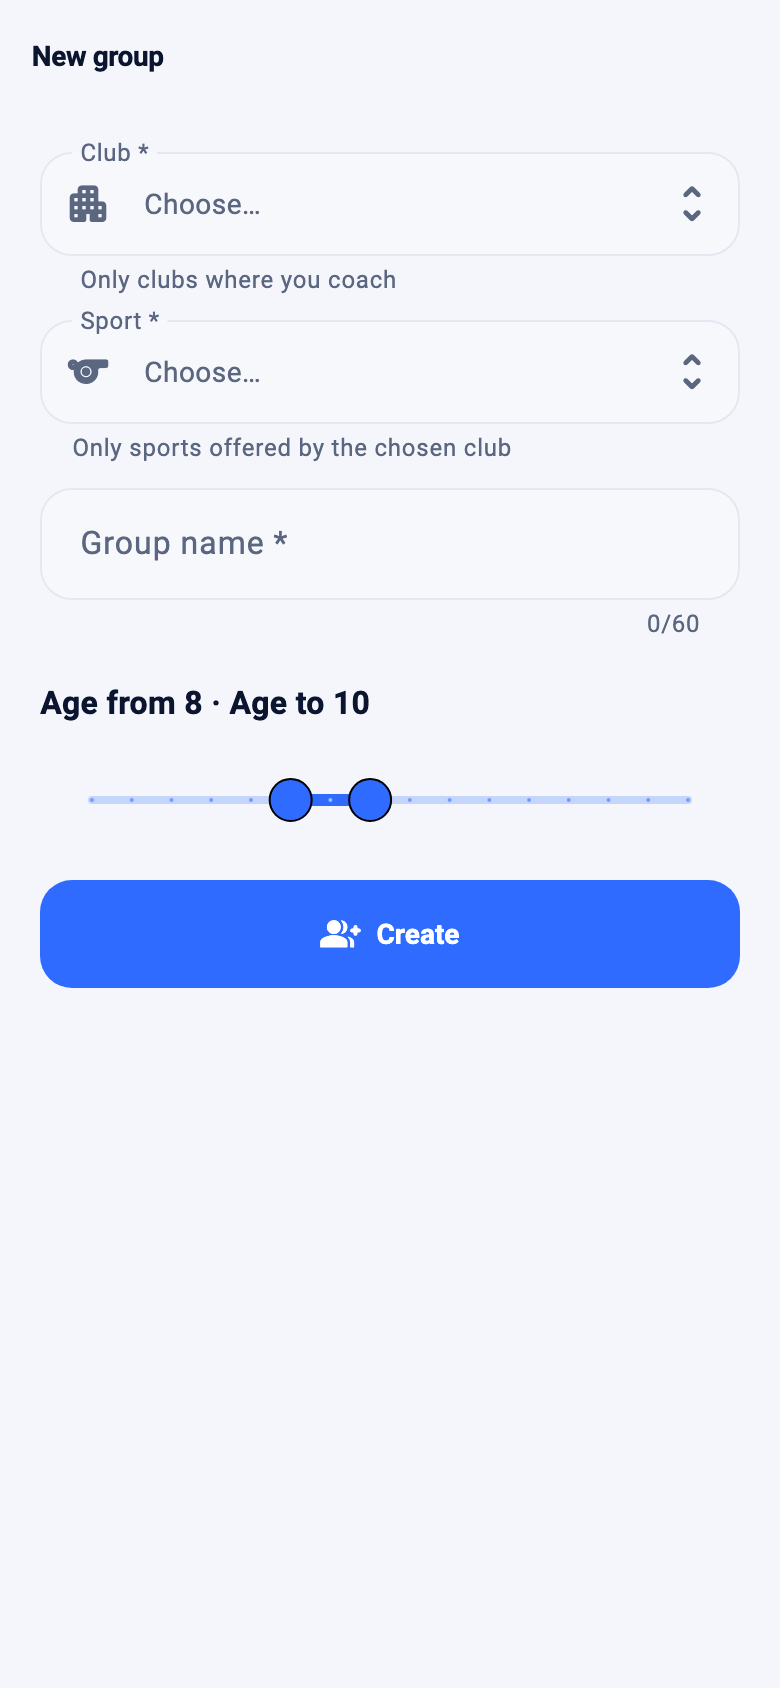 New group
Club *
Choose…
Only clubs where you coach
Sport *
Choose…
Only sports offered by the chosen club
Group name *
0/60
Age from 8 · Age to 10
Create